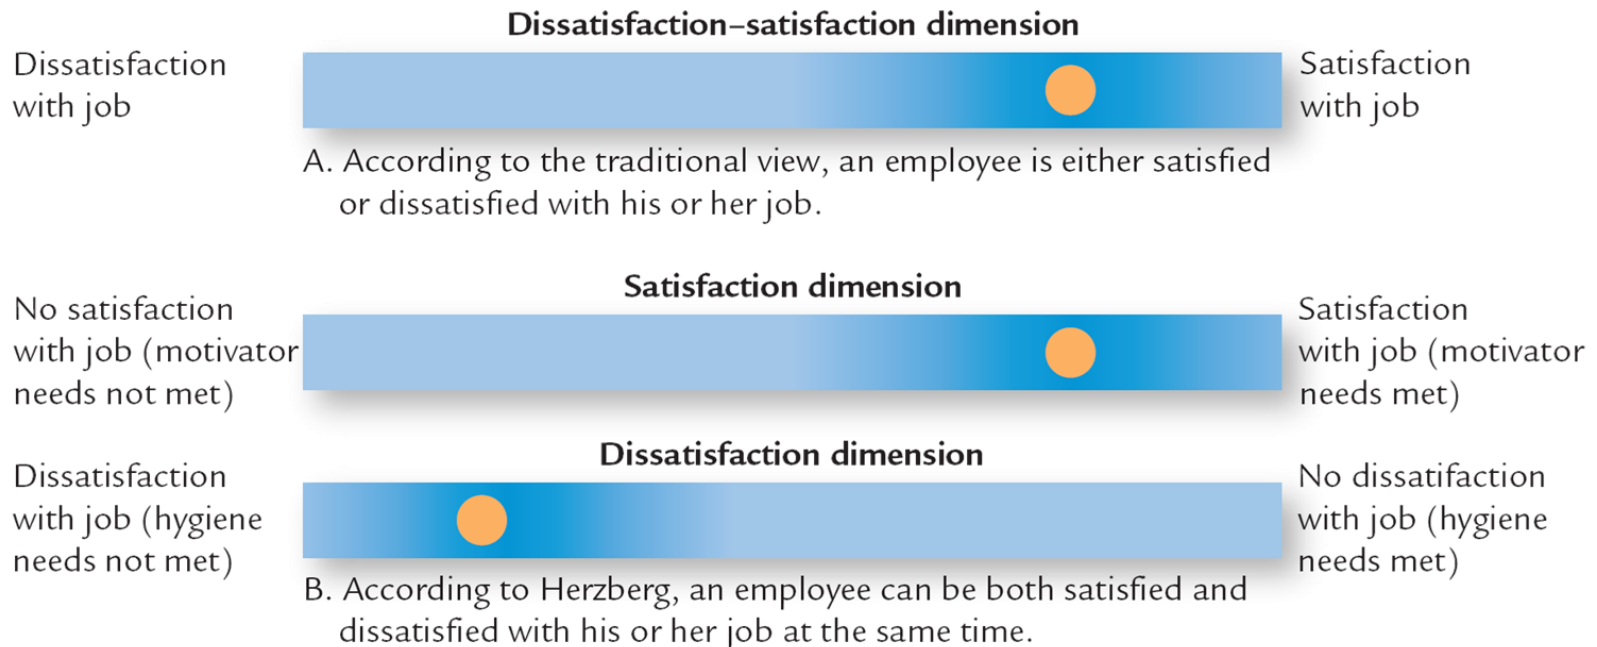 Dissatisfaction–satisfaction dimension
Dissatisfaction
with job
Satisfaction
with job
A. According to the traditional view, an employee is either satisfied
or dissatisfied with his or her job.
Satisfaction dimension
No satisfaction
with job (motivator
needs not met)
Satisfaction
with job (motivator
needs met)
Dissatisfaction dimension
Dissatisfaction
with job (hygiene
needs not met)
No dissatifaction
with job (hygiene
needs met)
B. According to Herzberg, an employee can be both satisfied and
dissatisfied with his or her job at the same time.